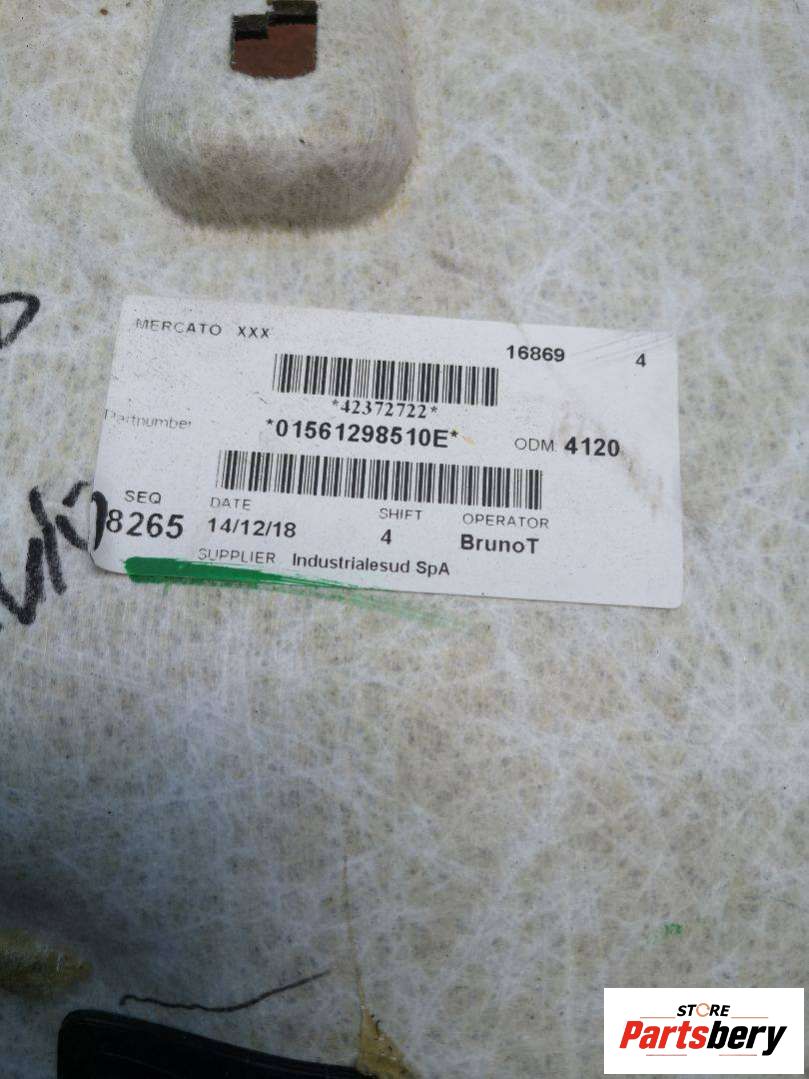 MERCATO XXX
16869 4
*42372722*
Partnumber *01561298510E* ODM 4120
SEQ 8265
DATE 14/12/18
SHIFT 4
OPERATOR BrunoT
SUPPLIER Industrialesud SpA
STORE
Partsbery